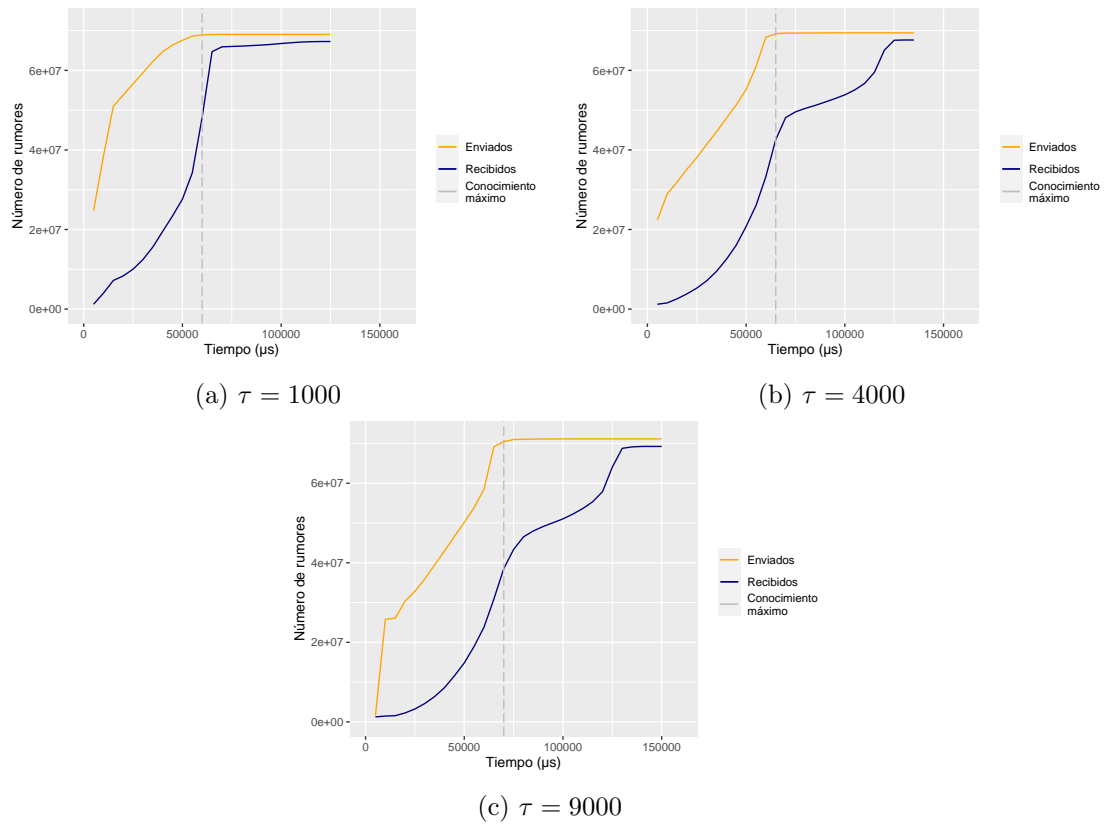 Número de rumores
6e+07
4e+07
2e+07
0e+00
0
50000
100000
150000
Tiempo (µs)
Enviados
Recibidos
Conocimiento
máximo
(a) τ = 1000
Número de rumores
6e+07
4e+07
2e+07
0e+00
0
50000
100000
150000
Tiempo (µs)
Enviados
Recibidos
Conocimiento
máximo
(b) τ = 4000
Número de rumores
6e+07
4e+07
2e+07
0e+00
0
50000
100000
150000
Tiempo (µs)
Enviados
Recibidos
Conocimiento
máximo
(c) τ = 9000